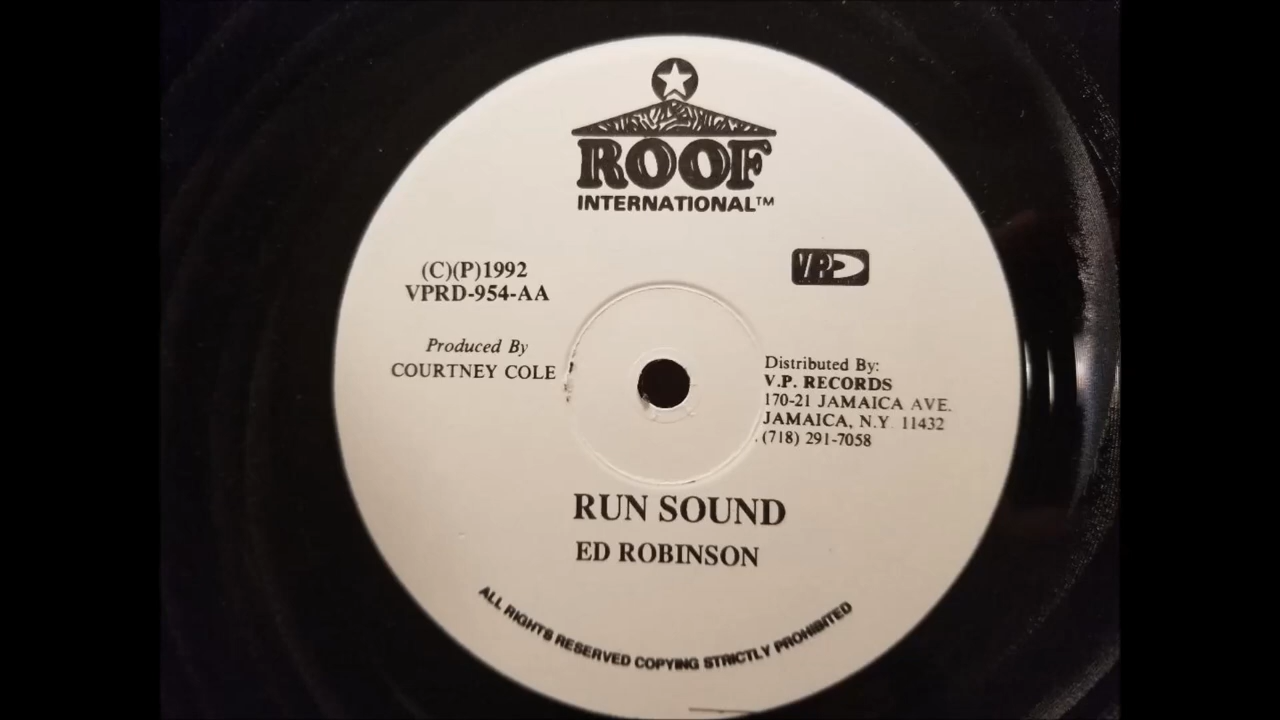 ROOF
INTERNATIONAL™
(C)(P)1992
VPRD-954-AA
VP
Produced By
COURTNEY COLE
Distributed By:
V.P. RECORDS
170-21 JAMAICA AVE.
JAMAICA, N.Y. 11432
(718) 291-7058
RUN SOUND
ED ROBINSON
ALL RIGHTS RESERVED COPYING STRICTLY PROHIBITED